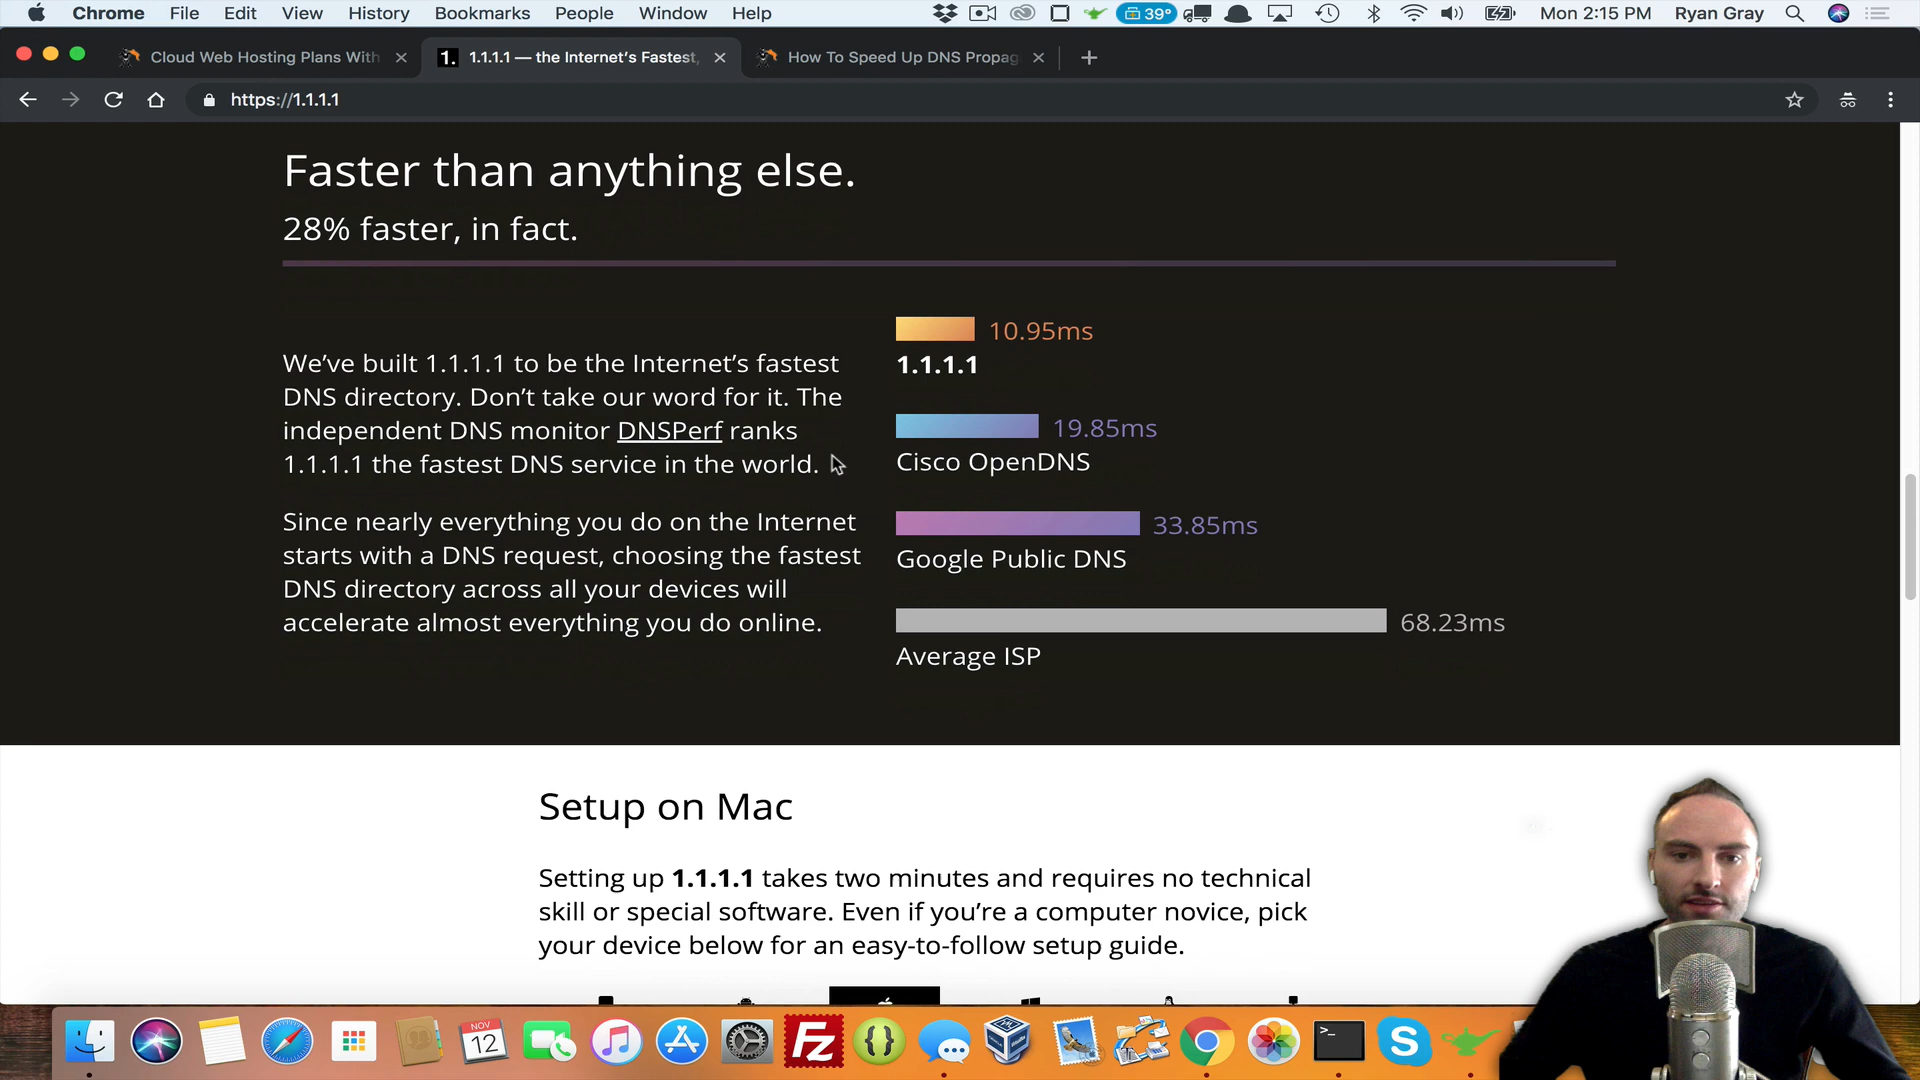 Chrome File Edit View History Bookmarks People Window Help 39° Mon 2:15 PM Ryan Gray
Cloud Web Hosting Plans With
1. 1.1.1.1 — the Internet's Fastest,
How To Speed Up DNS Propag
https://1.1.1.1
Faster than anything else.
28% faster, in fact.
We've built 1.1.1.1 to be the Internet's fastest
DNS directory. Don't take our word for it. The
independent DNS monitor DNSPerf ranks
1.1.1.1 the fastest DNS service in the world.
Since nearly everything you do on the Internet
starts with a DNS request, choosing the fastest
DNS directory across all your devices will
accelerate almost everything you do online.
10.95ms
1.1.1.1
19.85ms
Cisco OpenDNS
33.85ms
Google Public DNS
68.23ms
Average ISP
Setup on Mac
Setting up 1.1.1.1 takes two minutes and requires no technical
skill or special software. Even if you're a computer novice, pick
your device below for an easy-to-follow setup guide.
NOV
12
Fz
{}
>_
S